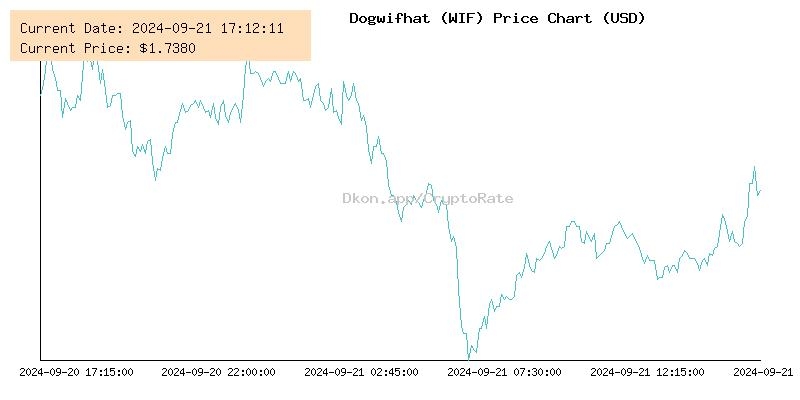 Dogwifhat (WIF) Price Chart (USD)
Current Date: 2024-09-21 17:12:11
Current Price: $1.7380
Dkon.app/CryptoRate
2024-09-20 17:15:00 2024-09-20 22:00:00 2024-09-21 02:45:00 2024-09-21 07:30:00 2024-09-21 12:15:00 2024-09-21